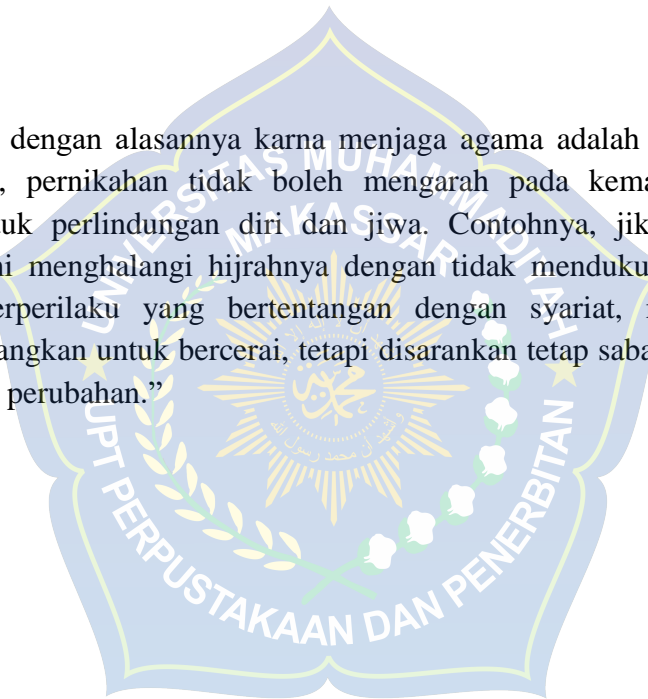 dengan alasannya karna menjaga agama adalah
, pernikahan tidak boleh mengarah pada kema
uk perlindungan diri dan jiwa. Contohnya, jik
ni menghalangi hijrahnya dengan tidak menduku
erperilaku yang bertentangan dengan syariat,
angkan untuk bercerai, tetapi disarankan tetap saba
perubahan.”
UNIVERSITAS MUHAMMADIYAH
MAKASSAR
UPT PERPUSTAKAAN DAN PENERBITAN